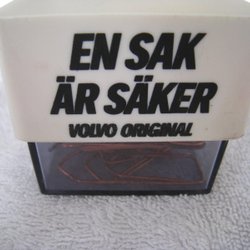 EN SAK
ÄR SÄKER
VOLVO ORIGINAL